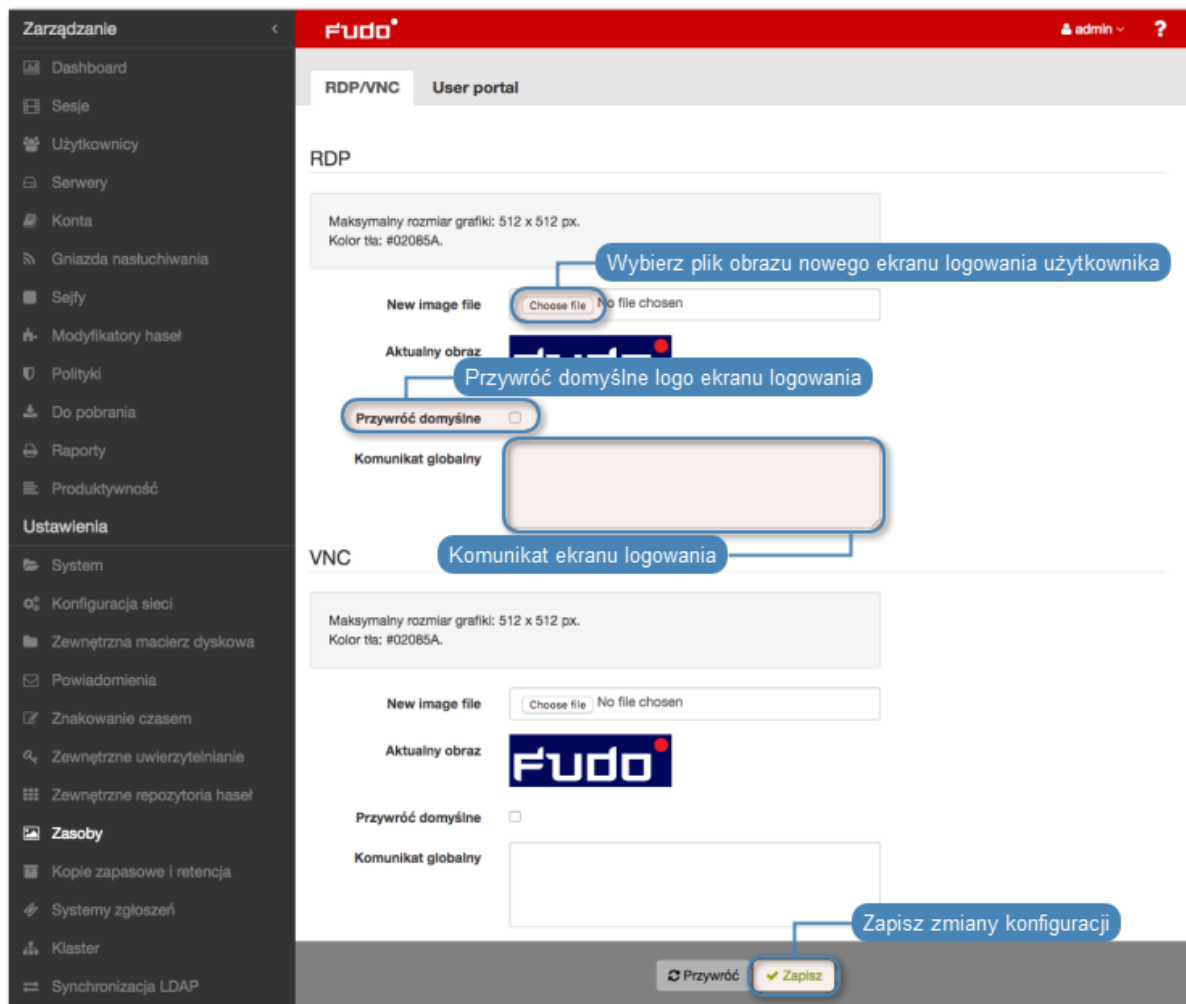 Zarządzanie
Fudo
admin
?
Dashboard
Sesje
Użytkownicy
Serwery
Konta
Gniazda nasłuchiwania
Sejfy
Modyfikatory haseł
Polityki
Do pobrania
Raporty
Produktywność
Ustawienia
System
Konfiguracja sieci
Zewnętrzna macierz dyskowa
Powiadomienia
Znakowanie czasem
Zewnętrzne uwierzytelnianie
Zewnętrzne repozytoria haseł
Zasoby
Kopie zapasowe i retencja
Systemy zgłoszeń
Klaster
Synchronizacja LDAP
RDP/VNC User portal
RDP
Maksymalny rozmiar grafiki: 512 x 512 px.
Kolor tła: #02085A.
Wybierz plik obrazu nowego ekranu logowania użytkownika
New image file Choose file No file chosen
Aktualny obraz
Przywróć domyślne logo ekranu logowania
Przywróć domyślne
Komunikat globalny
Komunikat ekranu logowania
VNC
Maksymalny rozmiar grafiki: 512 x 512 px.
Kolor tła: #02085A.
New image file Choose file No file chosen
Aktualny obraz Fudo
Przywróć domyślne
Komunikat globalny
Zapisz zmiany konfiguracji
Przywróć Zapisz